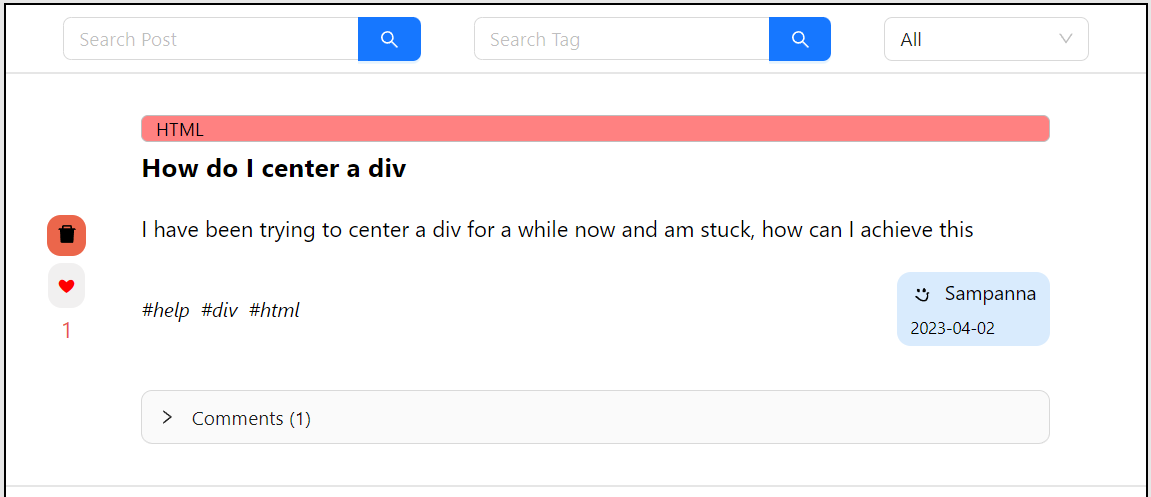 Search Post
Search Tag
All
HTML
How do I center a div
I have been trying to center a div for a while now and am stuck, how can I achieve this
#help #div #html
Sampanna
2023-04-02
1
Comments (1)